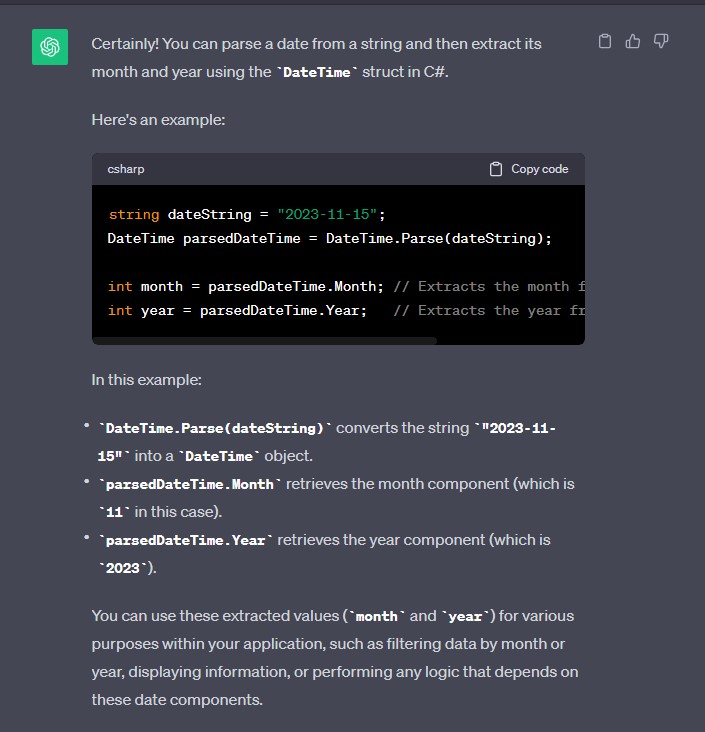 Certainly! You can parse a date from a string and then extract its
month and year using the `DateTime` struct in C#.
Here's an example:
csharp
Copy code
string dateString = "2023-11-15";
DateTime parsedDateTime = DateTime.Parse(dateString);
int month = parsedDateTime.Month; // Extracts the month f
int year = parsedDateTime.Year;   // Extracts the year fr
In this example:
• `DateTime.Parse(dateString)` converts the string `"2023-11-
15"` into a `DateTime` object.
• `parsedDateTime.Month` retrieves the month component (which is
`11` in this case).
• `parsedDateTime.Year` retrieves the year component (which is
`2023`).
You can use these extracted values (`month` and `year`) for various
purposes within your application, such as filtering data by month or
year, displaying information, or performing any logic that depends on
these date components.